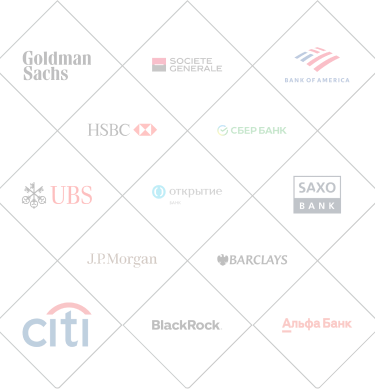 Goldman
Sachs
SOCIETE
GENERALE
BANK OF AMERICA
HSBC
СБЕР БАНК
UBS
открытие
SAXO
BANK
J.P.Morgan
BARCLAYS
citi
BlackRock
Альфа Банк